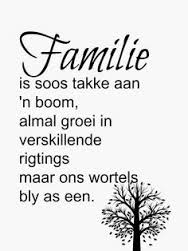 Familie
is soos takke aan
'n boom,
almal groei in
verskillende
rigtings
maar ons wortels
bly as een.